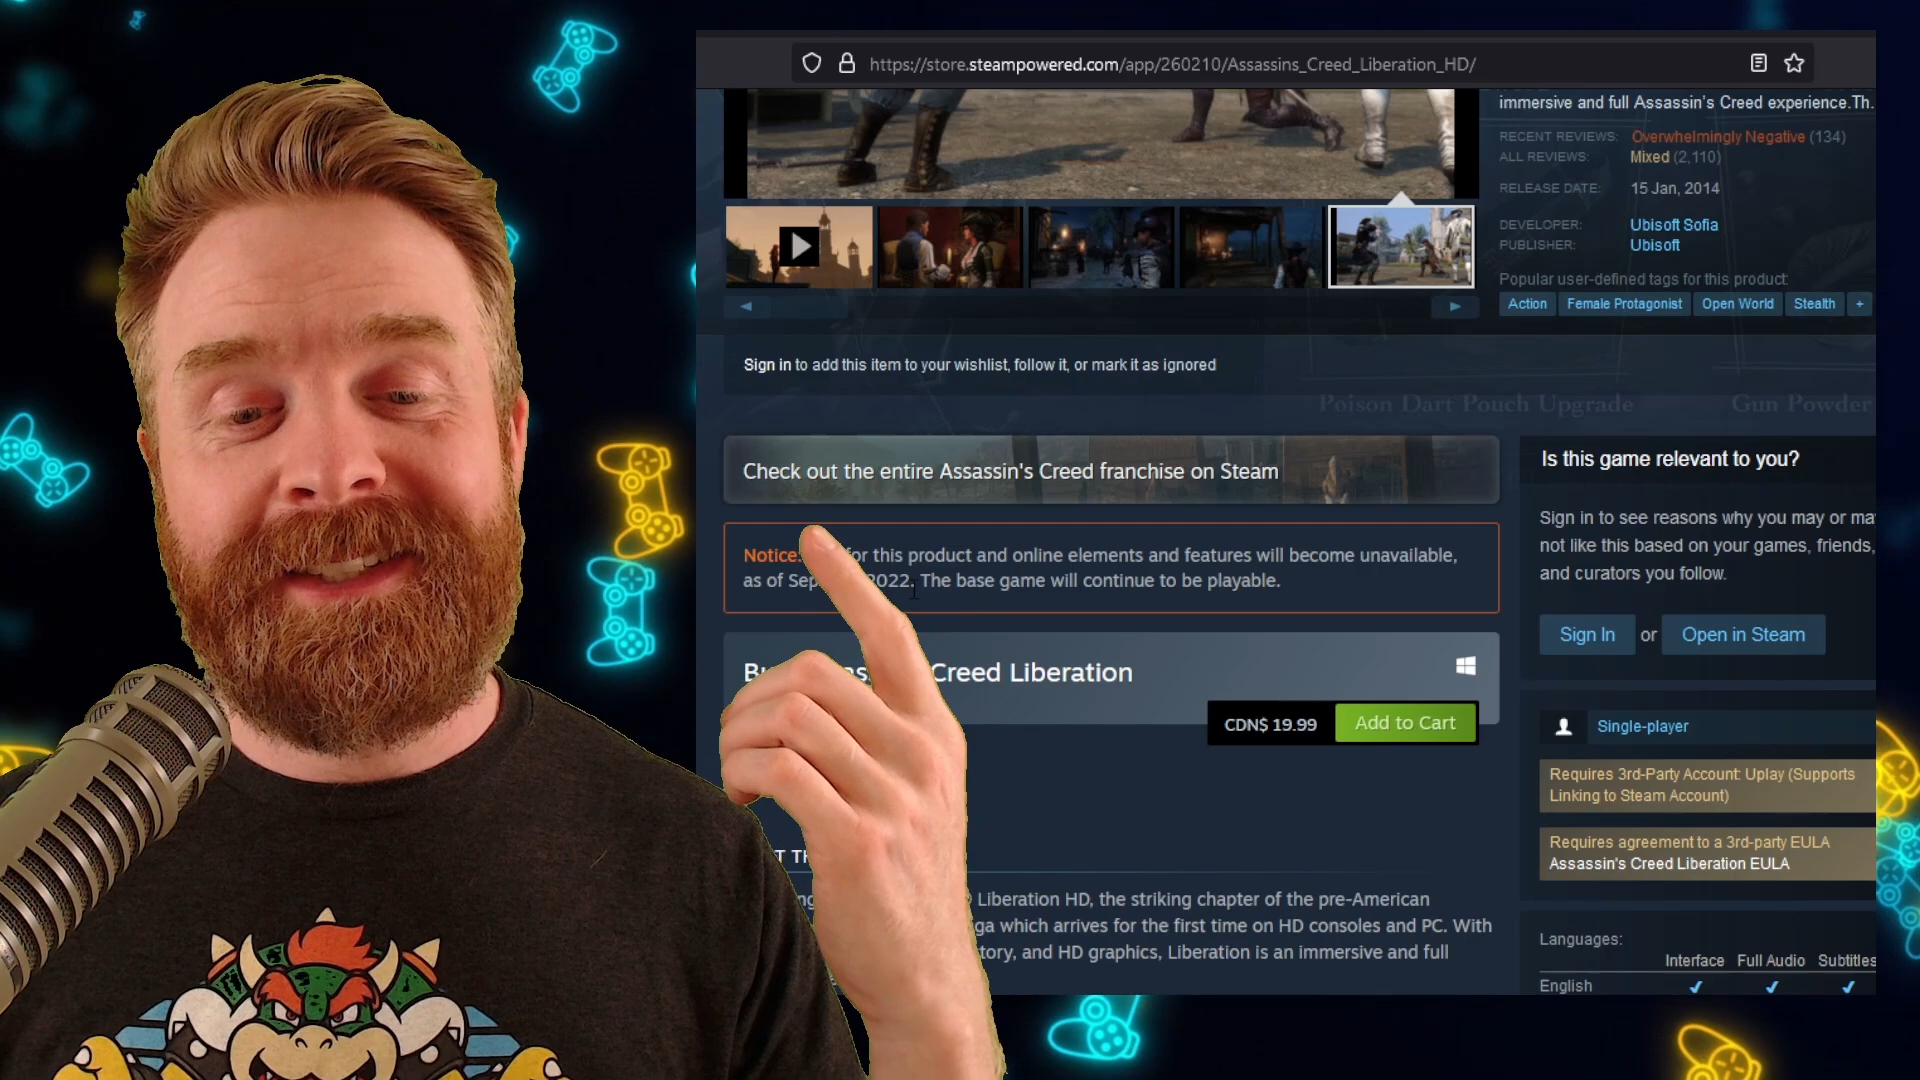 https://store.steampowered.com/app/260210/Assassins_Creed_Liberation_HD/
immersive and full Assassin's Creed experience.Th.
RECENT REVIEWS: Overwhelmingly Negative (134)
ALL REVIEWS: Mixed (2,110)
RELEASE DATE: 15 Jan, 2014
DEVELOPER: Ubisoft Sofia
PUBLISHER: Ubisoft
Popular user-defined tags for this product:
Action Female Protagonist Open World Stealth +
Sign in to add this item to your wishlist, follow it, or mark it as ignored
Poison Dart Pouch Upgrade Gun Powder
Check out the entire Assassin's Creed franchise on Steam
Notice: for this product and online elements and features will become unavailable,
as of Sep 2022. The base game will continue to be playable.
Creed Liberation
CDN$ 19.99 Add to Cart
Liberation HD, the striking chapter of the pre-American
which arrives for the first time on HD consoles and PC. With
and HD graphics, Liberation is an immersive and full
Is this game relevant to you?
Sign in to see reasons why you may or ma
not like this based on your games, friends,
and curators you follow.
Sign In or Open in Steam
Single-player
Requires 3rd-Party Account: Uplay (Supports
Linking to Steam Account)
Requires agreement to a 3rd-party EULA
Assassin's Creed Liberation EULA
Languages:
Interface Full Audio Subtitles
English